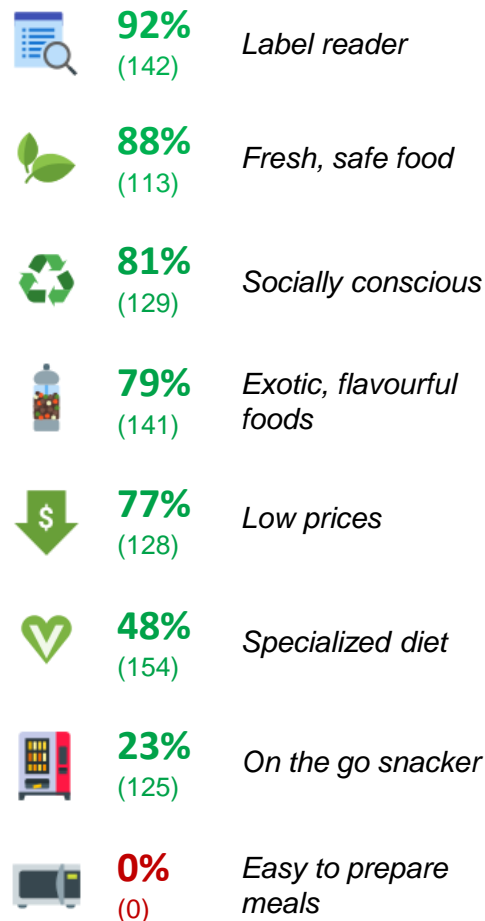 92%
(142)
Label reader
88%
(113)
Fresh, safe food
81%
(129)
Socially conscious
79%
(141)
Exotic, flavourful
foods
$
77%
(128)
Low prices
V
48%
(154)
Specialized diet
23%
(125)
On the go snacker
0%
(0)
Easy to prepare
meals